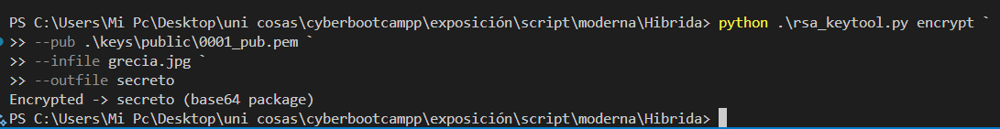 PS C:\Users\Mi Pc\Desktop\uni cosas\cyberbootcampp\exposición\script\moderna\Hibrida> python .\rsa_keytool.py encrypt `
>> --pub .\keys\public\0001_pub.pem `
>> --infile grecia.jpg `
>> --outfile secreto
Encrypted -> secreto (base64 package)
PS C:\Users\Mi Pc\Desktop\uni cosas\cyberbootcampp\exposición\script\moderna\Hibrida>